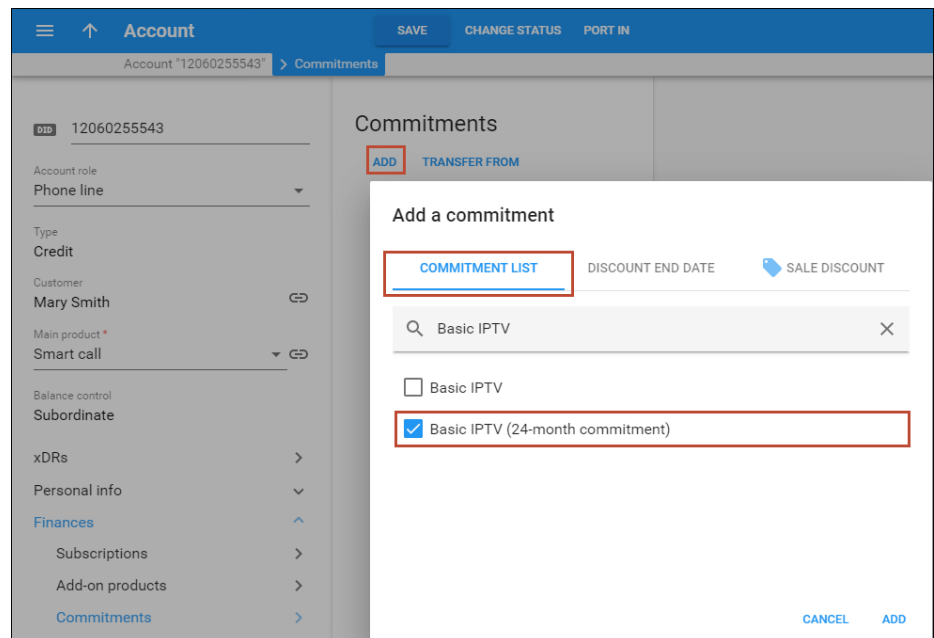 Account
SAVE
CHANGE STATUS
PORT IN
Account "12060255543"
Commitments
DID
12060255543
Account role
Phone line
Type
Credit
Customer
Mary Smith
Main product *
Smart call
Balance control
Subordinate
xDRs
Personal info
Finances
Subscriptions
Add-on products
Commitments
Commitments
ADD
TRANSFER FROM
Add a commitment
COMMITMENT LIST
DISCOUNT END DATE
SALE DISCOUNT
Basic IPTV
Basic IPTV
Basic IPTV (24-month commitment)
CANCEL
ADD